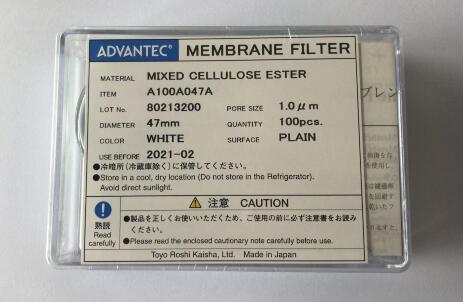 ADVANTEC® MEMBRANE FILTER
MATERIAL MIXED CELLULOSE ESTER
ITEM A100A047A
LOT No. 80213200 PORE SIZE 1.0μm
DIAMETER 47mm QUANTITY 100pcs.
COLOR WHITE SURFACE PLAIN
USE BEFORE 2021-02
●冷暗所(冷蔵庫除く)に保管してください。
●Store in a cool, dry location (Do not store in the Refrigerator).
Avoid direct sunlight.
熟読
Read
carefully
注意 CAUTION
●製品を正しくお使いいただくため、ご使用の前に必ず注意書をお読み
ください。
●Please read the enclosed cautionary note carefully before use.
Toyo Roshi Kaisha, Ltd. Made in Japan
ブレン